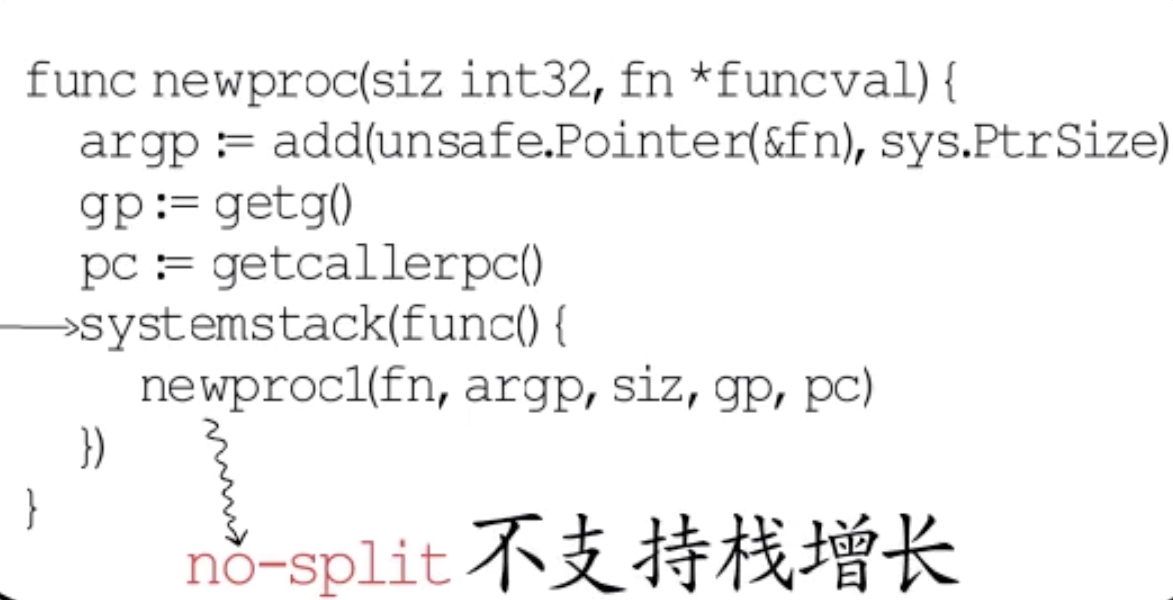 func newproc(siz int32, fn *funcval) {
argp := add(unsafe.Pointer(&fn), sys.PtrSize)
gp := getg()
pc := getcallerpc()
systemstack(func() {
newproc1(fn, argp, siz, gp, pc)
})
}
no-split 不支持栈增长